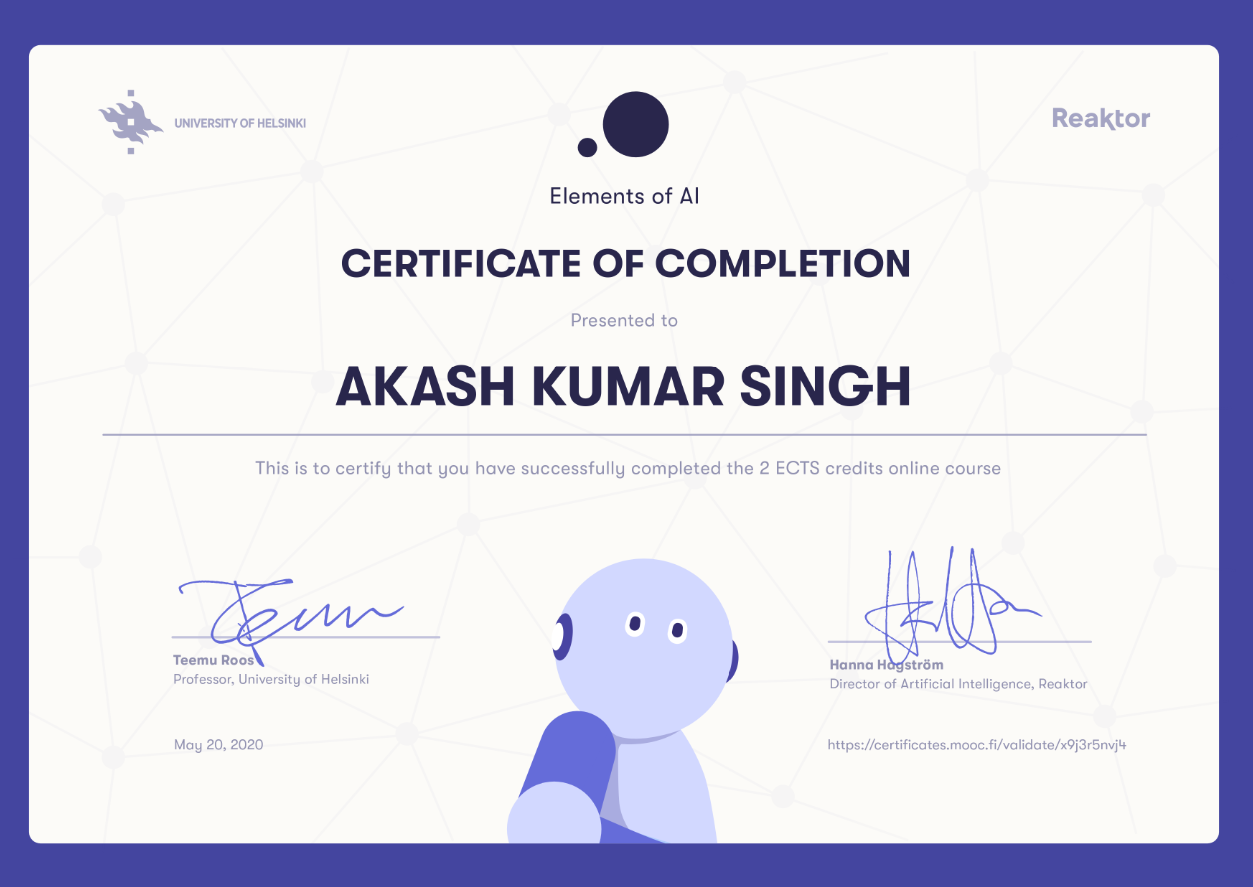 UNIVERSITY OF HELSINKI
Reaktor
Elements of AI
CERTIFICATE OF COMPLETION
Presented to
AKASH KUMAR SINGH
This is to certify that you have successfully completed the 2 ECTS credits online course
Teemu Roos
Professor, University of Helsinki
May 20, 2020
Hanna Hagström
Director of Artificial Intelligence, Reaktor
https://certificates.mooc.fi/validate/x9j3r5nvj4